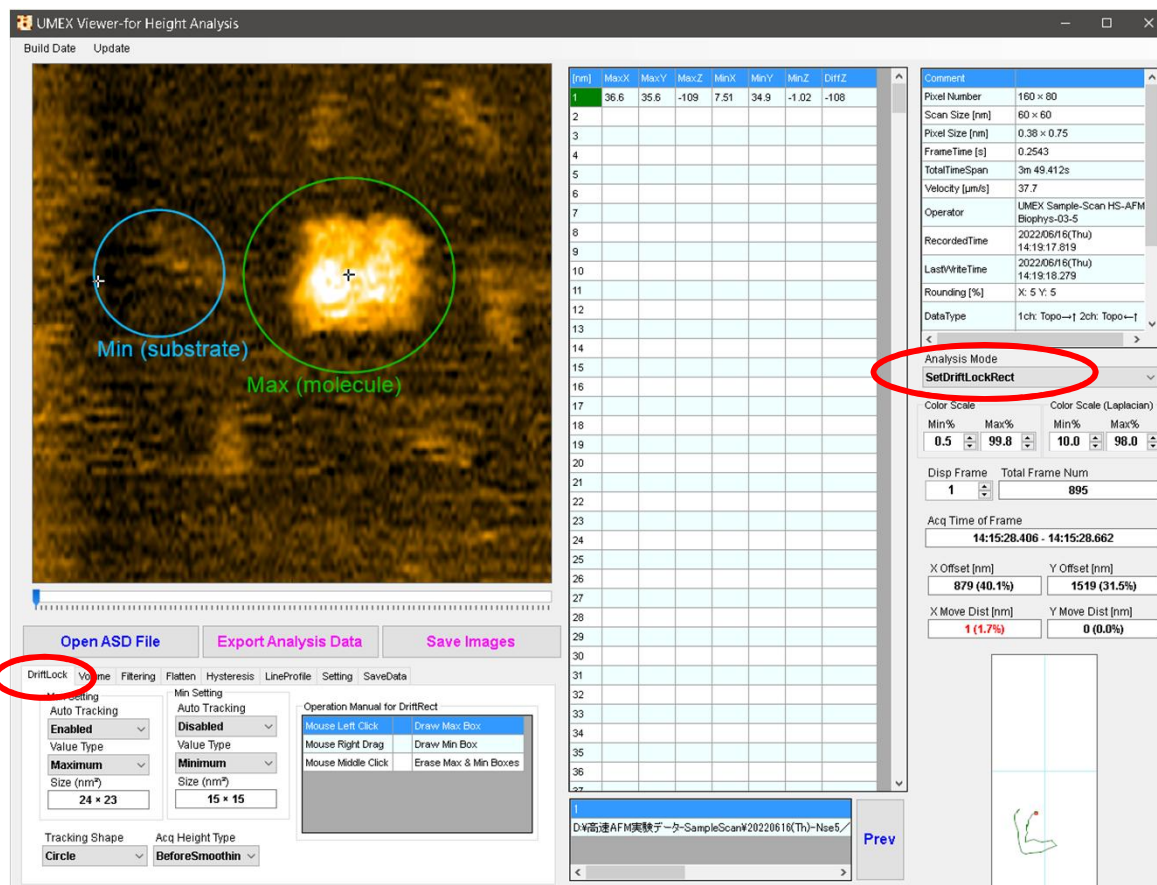 UMEX Viewer-for Height Analysis
Build Date Update
Min (substrate)
Max (molecule)
[nm] MaxX MaxY MaxZ MinX MinY MinZ DiffZ
1 36.6 35.6 -109 7.51 34.9 -1.02 -108
2
3
4
5
6
7
8
9
10
11
12
13
14
15
16
17
18
19
20
21
22
23
24
25
26
27
28
29
30
31
32
33
34
35
36
37
Comment
Pixel Number 160 × 80
Scan Size [nm] 60 × 60
Pixel Size [nm] 0.38 × 0.75
FrameTime [s] 0.2543
TotalTimeSpan 3m 49.412s
Velocity [µm/s] 37.7
Operator UMEX Sample-Scan HS-AFM
Biophys-03-5
RecordedTime 2022/06/16(Thu)
14:19:17.819
LastWriteTime 2022/06/16(Thu)
14:19:18.279
Rounding [%] X: 5 Y: 5
DataType 1ch: Topo→↑ 2ch: Topo←↑
Analysis Mode
SetDriftLockRect
Color Scale Color Scale (Laplacian)
Min% Max% Min% Max%
0.5 99.8 10.0 98.0
Disp Frame Total Frame Num
1 895
Acq Time of Frame
14:15:28.406 - 14:15:28.662
X Offset [nm] Y Offset [nm]
879 (40.1%) 1519 (31.5%)
X Move Dist [nm] Y Move Dist [nm]
1 (1.7%) 0 (0.0%)
Open ASD File Export Analysis Data Save Images
DriftLock Volume Filtering Flatten Hysteresis LineProfile Setting SaveData
Max Setting Min Setting
Auto Tracking Auto Tracking
Enabled Disabled
Value Type Value Type
Maximum Minimum
Size (nm²) Size (nm²)
24 × 23 15 × 15
Operation Manual for DriftRect
Mouse Left Click Draw Max Box
Mouse Right Drag Draw Min Box
Mouse Middle Click Erase Max & Min Boxes
Tracking Shape Acq Height Type
Circle BeforeSmoothin
1
D:¥高速AFM実験データ-SampleScan¥20220616(Th)-Nse5／
Prev